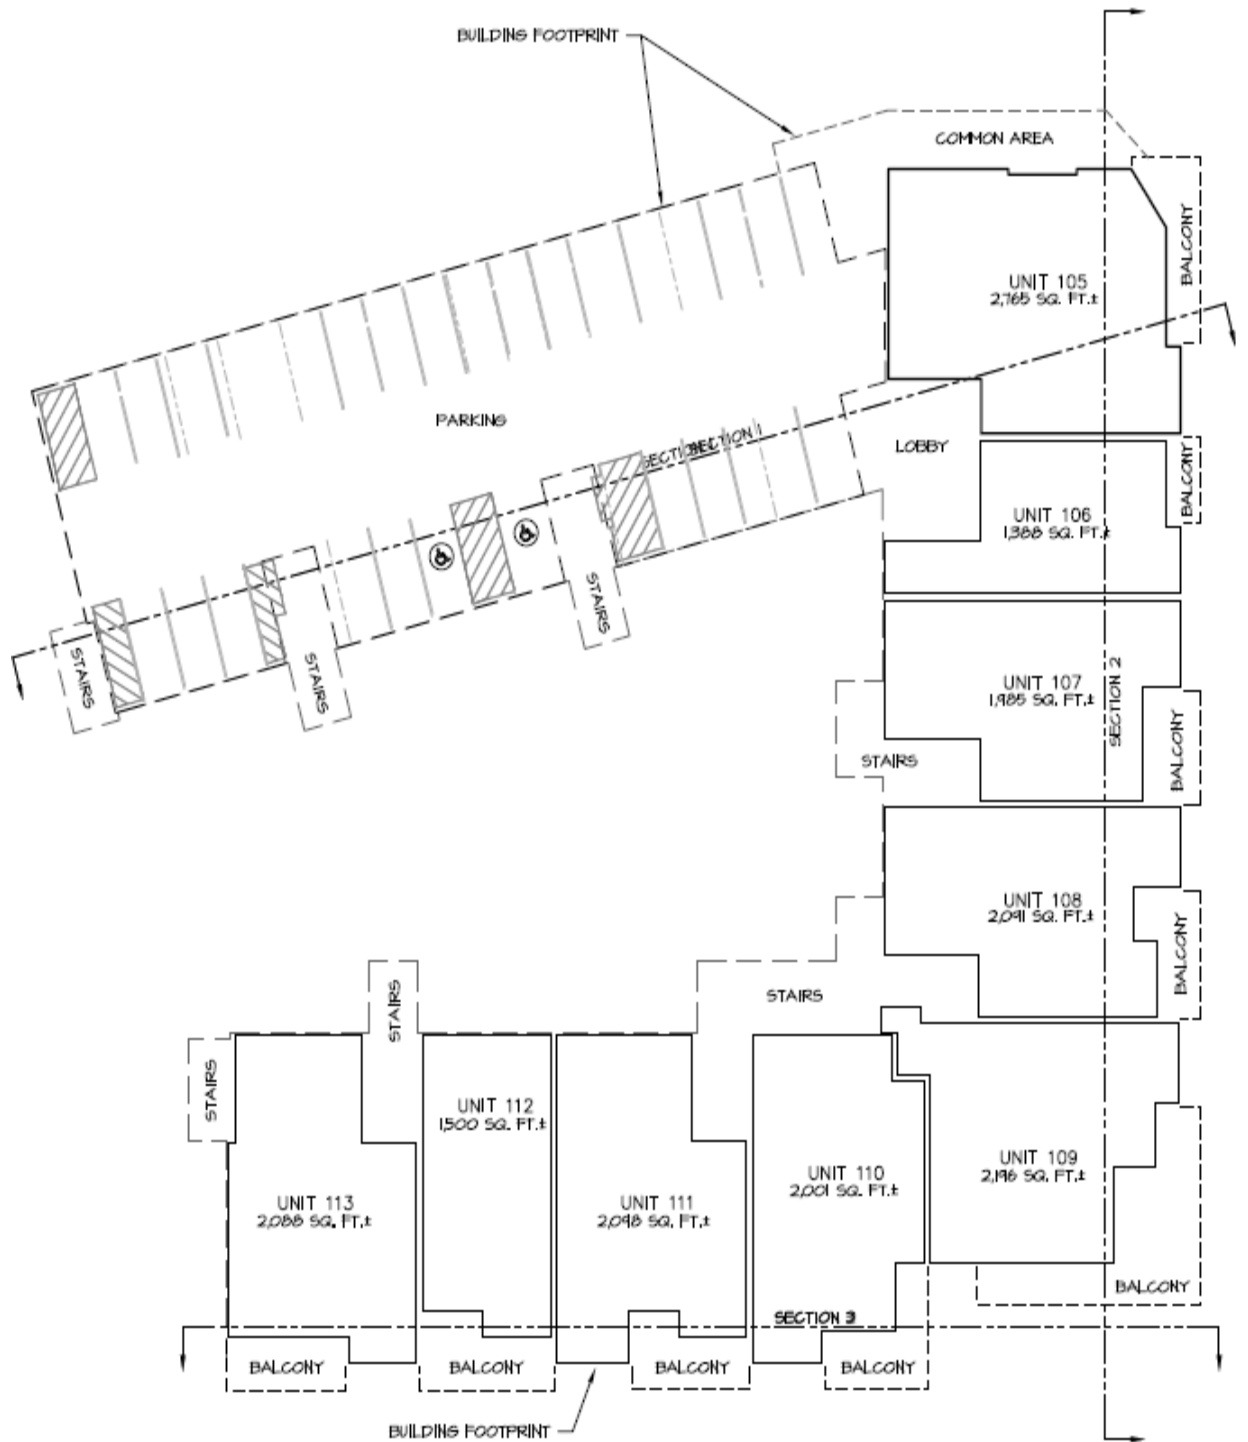 BUILDING FOOTPRINT
COMMON AREA
BALCONY
UNIT 105
2,765 SQ. FT.±
PARKING
SECTION 1
LOBBY
BALCONY
UNIT 106
1,388 SQ. FT.±
STAIRS
STAIRS
STAIRS
UNIT 107
1,985 SQ. FT.±
SECTION 2
BALCONY
STAIRS
UNIT 108
2,091 SQ. FT.±
BALCONY
STAIRS
STAIRS
STAIRS
UNIT 112
1,500 SQ. FT.±
UNIT 109
2,196 SQ. FT.±
UNIT 110
2,001 SQ. FT.±
UNIT 113
2,088 SQ. FT.±
UNIT 111
2,098 SQ. FT.±
BALCONY
SECTION 3
BALCONY
BALCONY
BALCONY
BALCONY
BUILDING FOOTPRINT